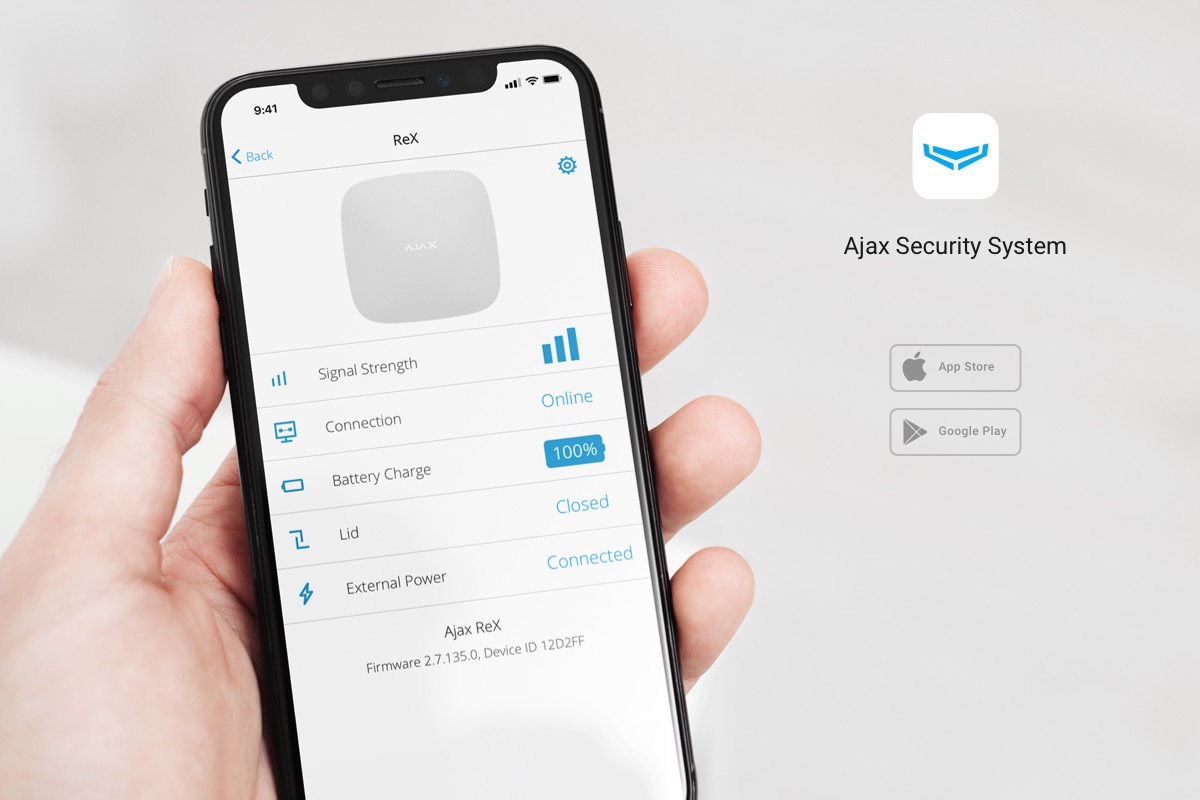 9:41
Back
ReX
AJAX
Signal Strength
Connection
Online
Battery Charge
100%
Lid
Closed
External Power
Connected
Ajax ReX
Firmware 2.7.135.0, Device ID 12D2FF
Ajax Security System
App Store
Google Play